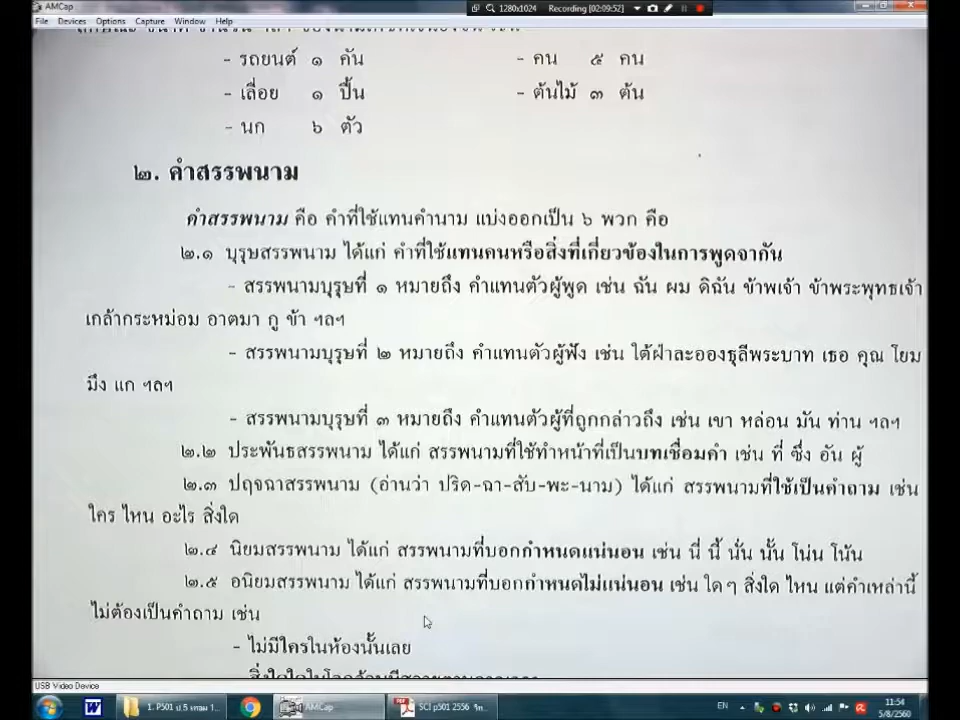 AMCap
1280x1024 Recording [02:09:52]
File Devices Options Capture Window Help
- รถยนต์ ๑ คัน - คน ๕ คน
- เลื่อย ๑ ปื้น - ต้นไม้ ๓ ต้น
- นก ๖ ตัว
๒. คำสรรพนาม
คำสรรพนาม คือ คำที่ใช้แทนคำนาม แบ่งออกเป็น ๖ พวก คือ
๒.๑ บุรุษสรรพนาม ได้แก่ คำที่ใช้แทนคนหรือสิ่งที่เกี่ยวข้องในการพูดจากัน
- สรรพนามบุรุษที่ ๑ หมายถึง คำแทนตัวผู้พูด เช่น ฉัน ผม ดิฉัน ข้าพเจ้า ข้าพระพุทธเจ้า
เกล้ากระหม่อม อาตมา กู ข้า ฯลฯ
- สรรพนามบุรุษที่ ๒ หมายถึง คำแทนตัวผู้ฟัง เช่น ใต้ฝ่าละอองธุลีพระบาท เธอ คุณ โยม
มึง แก ฯลฯ
- สรรพนามบุรุษที่ ๓ หมายถึง คำแทนตัวผู้ที่ถูกกล่าวถึง เช่น เขา หล่อน มัน ท่าน ฯลฯ
๒.๒ ประพันธสรรพนาม ได้แก่ สรรพนามที่ใช้ทำหน้าที่เป็นบทเชื่อมคำ เช่น ที่ ซึ่ง อัน ผู้
๒.๓ ปฤจฉาสรรพนาม (อ่านว่า ปริด-ฉา-สับ-พะ-นาม) ได้แก่ สรรพนามที่ใช้เป็นคำถาม เช่น
ใคร ไหน อะไร สิ่งใด
๒.๔ นิยมสรรพนาม ได้แก่ สรรพนามที่บอกกำหนดแน่นอน เช่น นี่ นี้ นั่น นั้น โน่น โน้น
๒.๕ อนิยมสรรพนาม ได้แก่ สรรพนามที่บอกกำหนดไม่แน่นอน เช่น ใด ๆ สิ่งใด ไหน แต่คำเหล่านี้
ไม่ต้องเป็นคำถาม เช่น
- ไม่มีใครในห้องนั้นเลย
USB Video Device
1. P501 ป.5 เทอม 1... AMCap SCI p501 2556 EN 11:54
5/8/2560